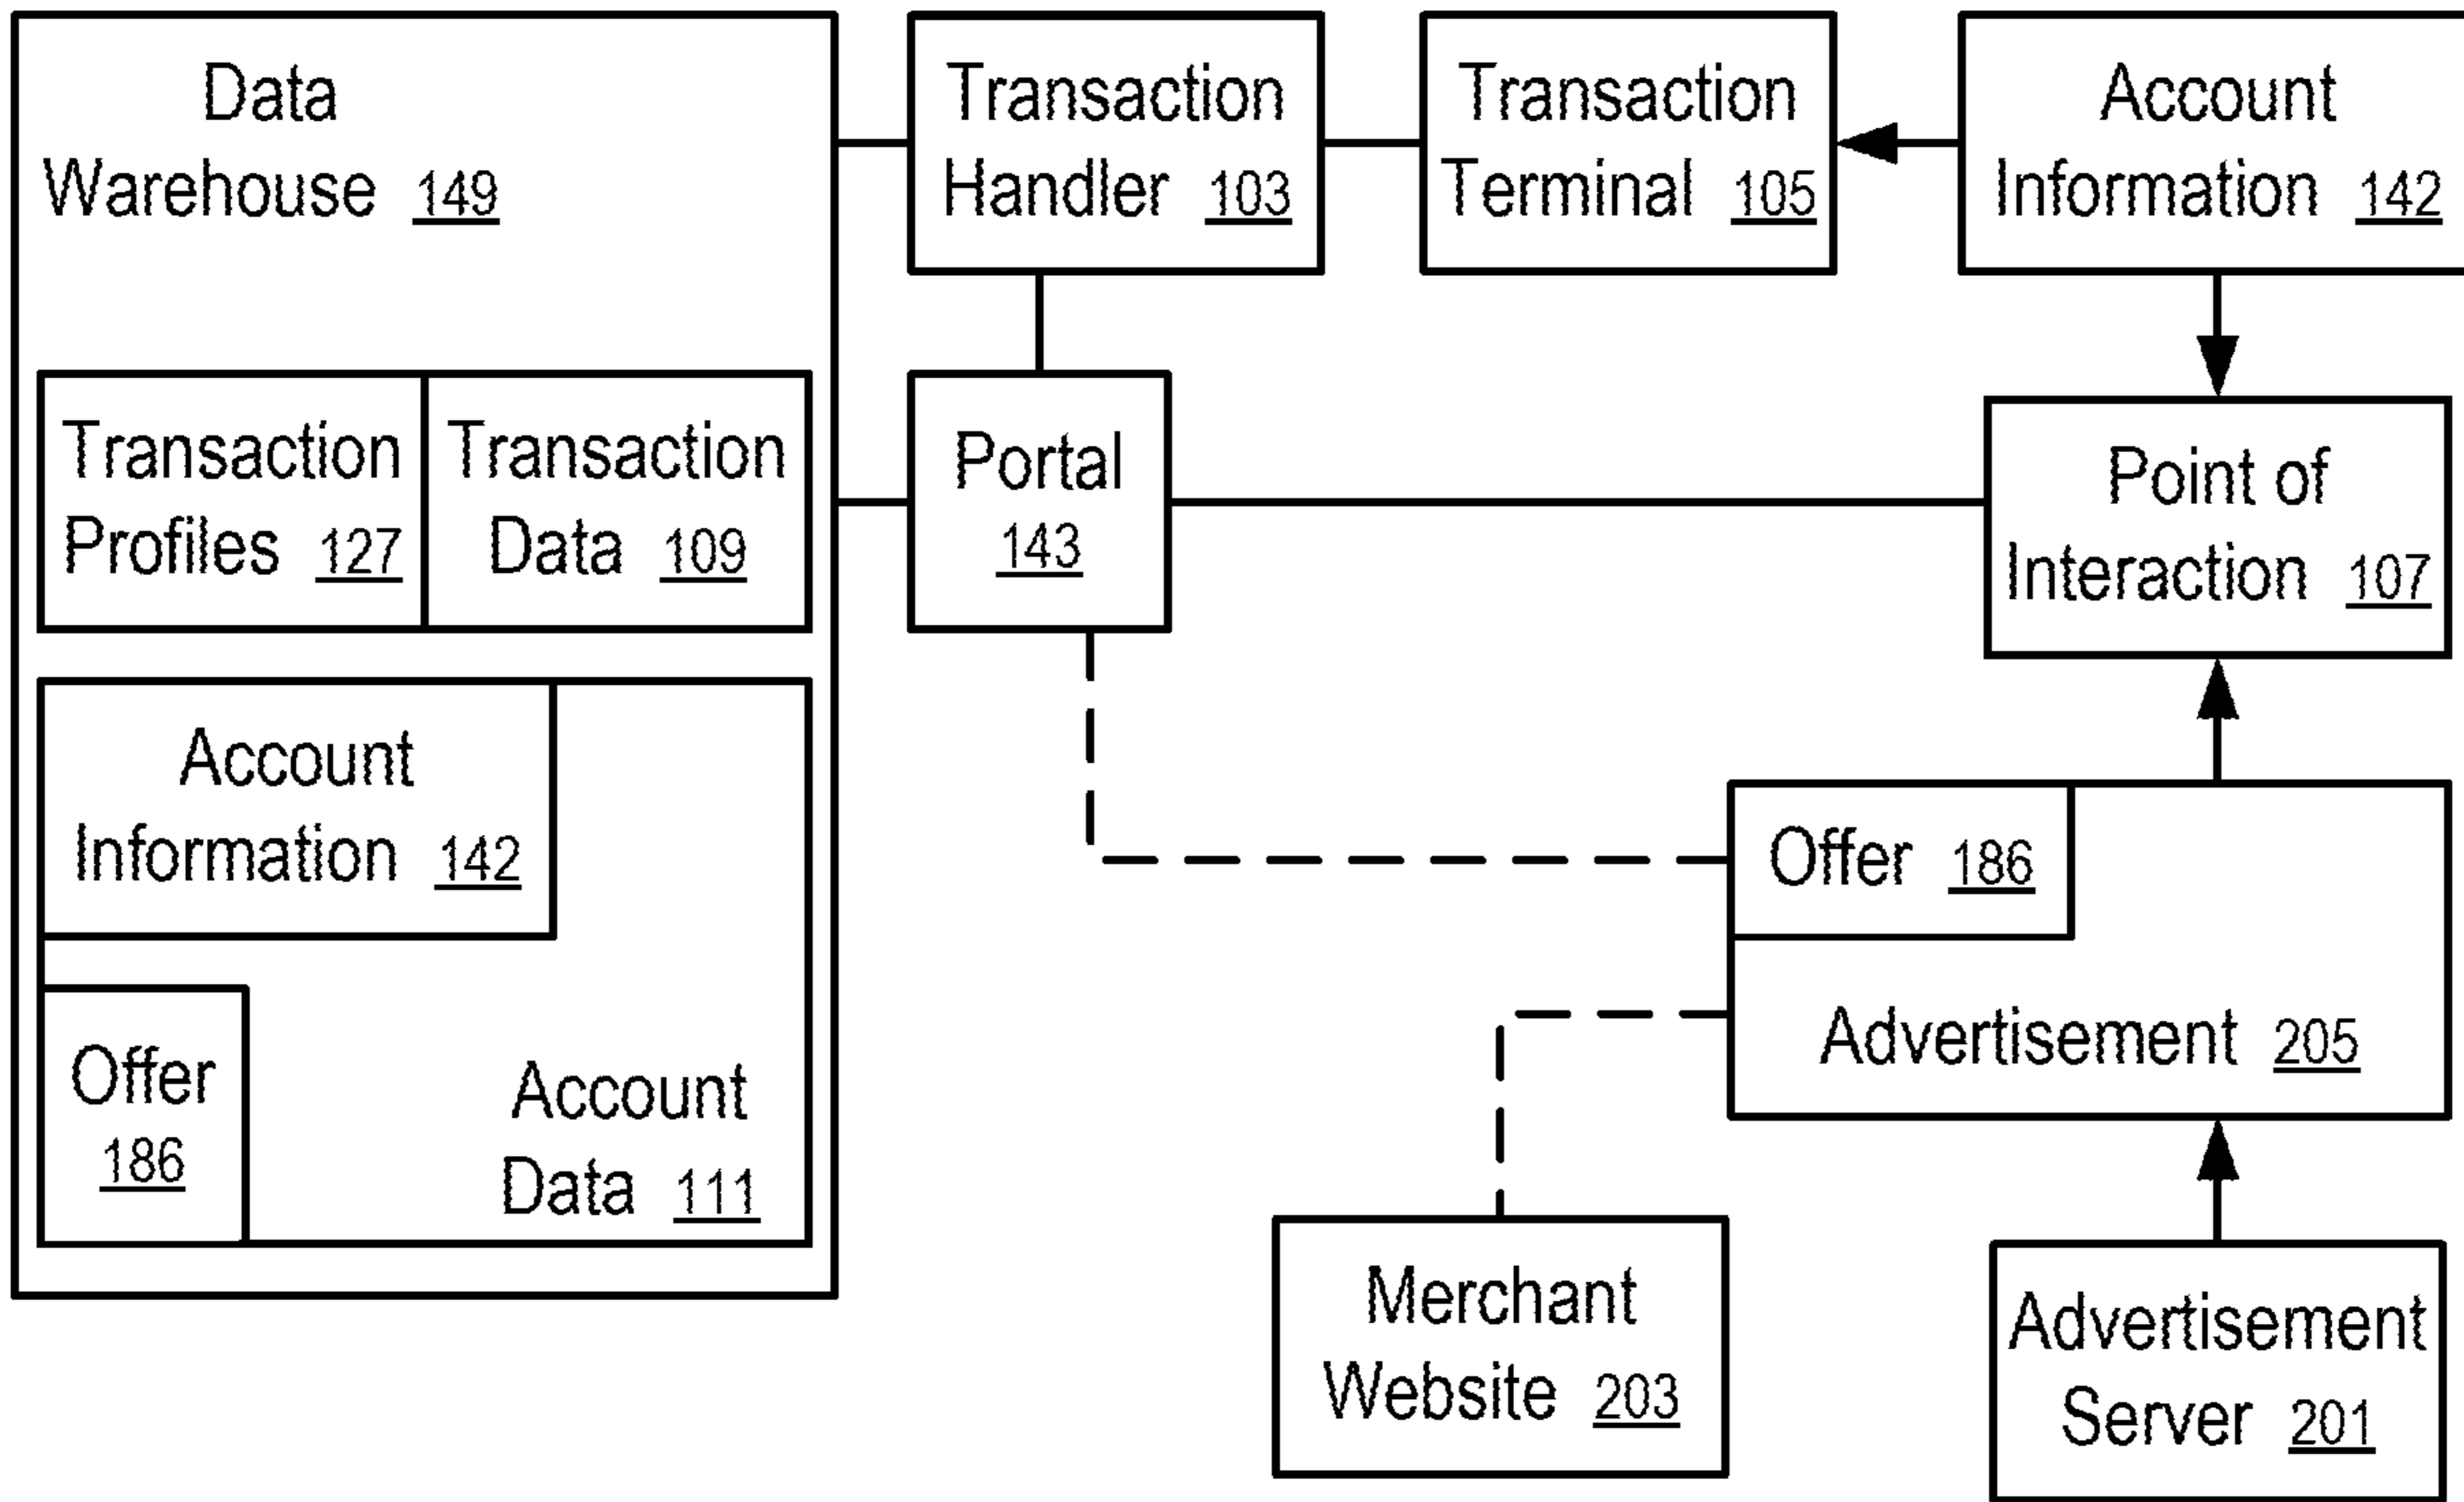 Data
Warehouse 149
Transaction
Handler 103
Transaction
Terminal 105
Account
Information 142
Transaction
Profiles 127
Transaction
Data 109
Portal
143
Point of
Interaction 107
Account
Information 142
Offer
186
Account
Data 111
Offer 186
Advertisement 205
Merchant
Website 203
Advertisement
Server 201